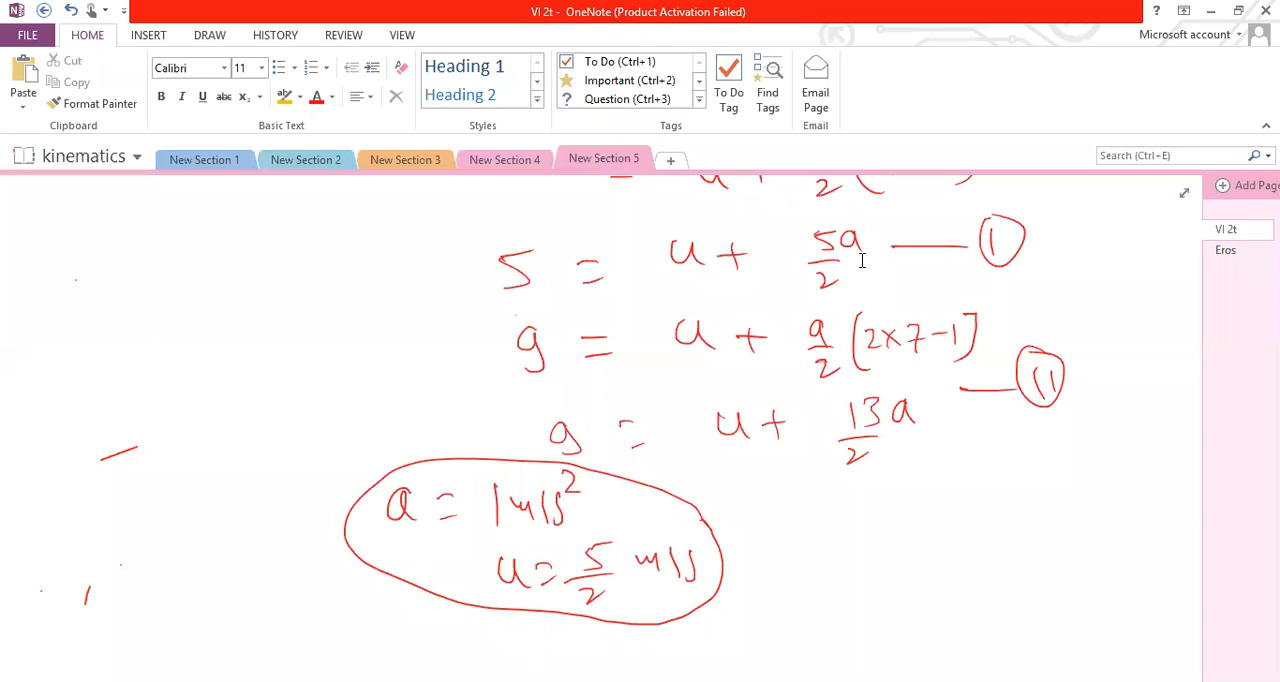 VI 2t - OneNote (Product Activation Failed)
FILE HOME INSERT DRAW HISTORY REVIEW VIEW Microsoft account
Paste Cut Copy Format Painter
Clipboard
Calibri 11
B I U abc X₂ A
Basic Text
Heading 1
Heading 2
Styles
To Do (Ctrl+1)
Important (Ctrl+2)
Question (Ctrl+3)
To Do Tag
Find Tags
Tags
Email Page
Email
kinematics New Section 1 New Section 2 New Section 3 New Section 4 New Section 5 + Search (Ctrl+E)
Add Page
VI 2t
Eros
5 = u + 5a/2 — I
9 = u + a/2 (2×7-1]
9 = u + 13a/2 — II
a = 1 m/s²
u = 5/2 m/s